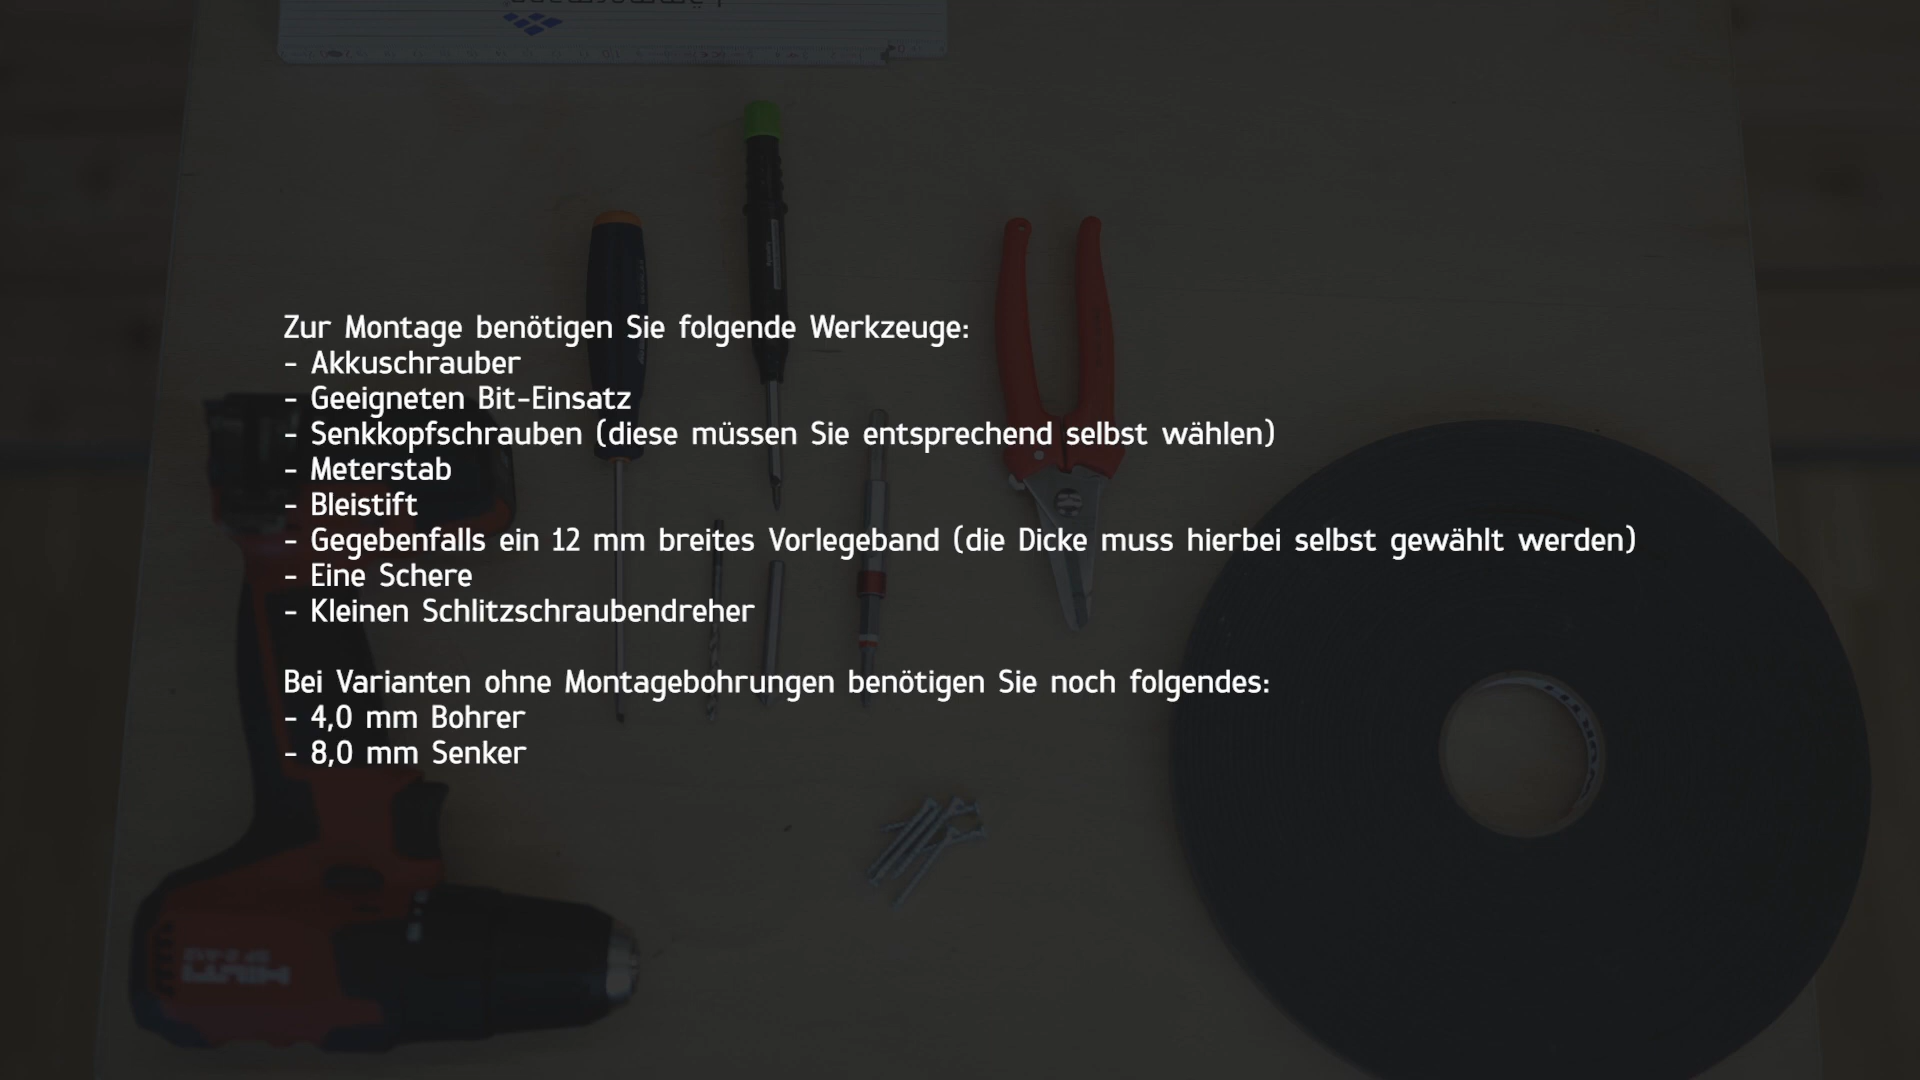 Zur Montage benötigen Sie folgende Werkzeuge:
- Akkuschrauber
- Geeigneten Bit-Einsatz
- Senkkopfschrauben (diese müssen Sie entsprechend selbst wählen)
- Meterstab
- Bleistift
- Gegebenfalls ein 12 mm breites Vorlegeband (die Dicke muss hierbei selbst gewählt werden)
- Eine Schere
- Kleinen Schlitzschraubendreher
Bei Varianten ohne Montagebohrungen benötigen Sie noch folgendes:
- 4,0 mm Bohrer
- 8,0 mm Senker